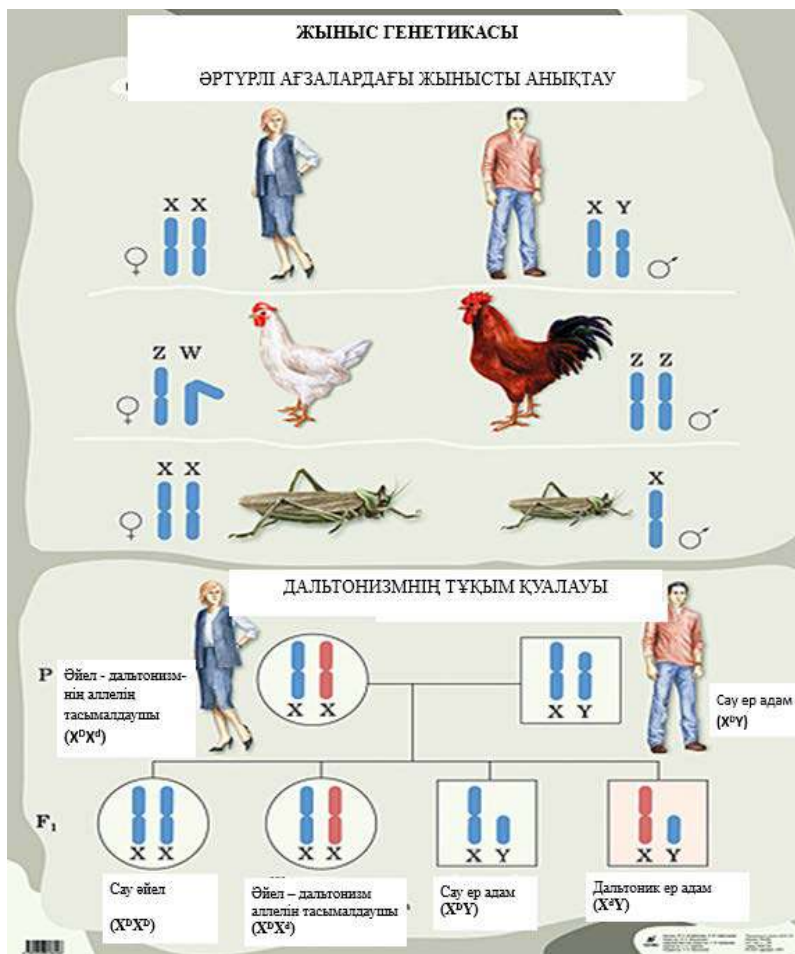 ЖЫНЫС ГЕНЕТИКАСЫ
ӘРТҮРЛІ АҒЗАЛАРДАҒЫ ЖЫНЫСТЫ АНЫҚТАУ
X X
♀
X Y
♂
Z W
♀
Z Z
♂
X X
♀
X
♂
ДАЛЬТОНИЗМНІҢ ТҰҚЫМ ҚУАЛАУЫ
P
Әйел - дальтонизм-
нің аллелін
тасымалдаушы
(XᴰXᵈ)
X X
X Y
Сау ер адам
(XᴰY)
F₁
X X
X X
X Y
X Y
Сау әйел
(XᴰXᴰ)
Әйел – дальтонизм
аллелін тасымалдаушы
(XᴰXᵈ)
Сау ер адам
(XᴰY)
Дальтоник ер адам
(XᵈY)